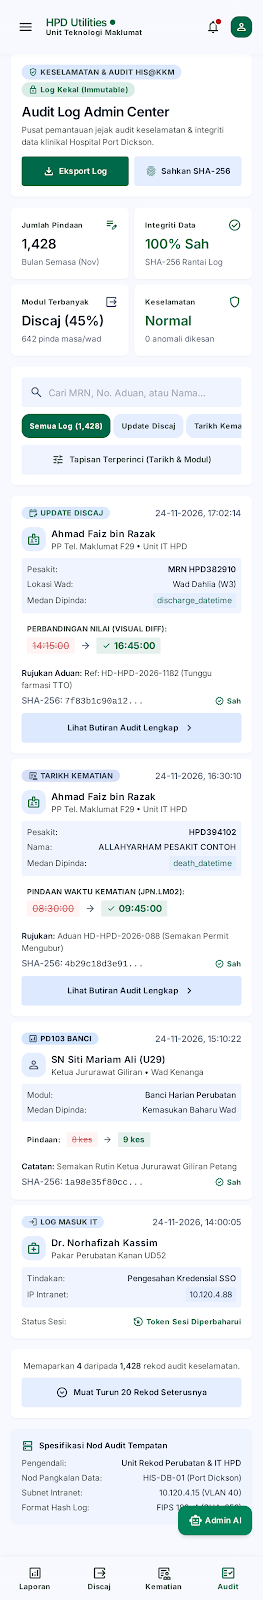 HPD Utilities
Unit Teknologi Maklumat
KESELAMATAN & AUDIT HIS@KKM
Log Kekal (Immutable)
Audit Log Admin Center
Pusat pemantauan jejak audit keselamatan & integriti
data klinikal Hospital Port Dickson.
Eksport Log
Sahkan SHA-256
Jumlah Pindaan
1,428
Bulan Semasa (Nov)
Integriti Data
100% Sah
SHA-256 Rantai Log
Modul Terbanyak
Discaj (45%)
642 pinda masa/wad
Keselamatan
Normal
0 anomali dikesan
Cari MRN, No. Aduan, atau Nama...
Semua Log (1,428)
Update Discaj
Tarikh Kema
Tapisan Terperinci (Tarikh & Modul)
UPDATE DISCAJ
24-11-2026, 17:02:14
Ahmad Faiz bin Razak
PP Tel. Maklumat F29 • Unit IT HPD
Pesakit: MRN HPD382910
Lokasi Wad: Wad Dahlia (W3)
Medan Dipinda: discharge_datetime
PERBANDINGAN NILAI (VISUAL DIFF):
14:15:00 → ✓ 16:45:00
Rujukan Aduan: Ref: HD-HPD-2026-1182 (Tunggu
farmasi TTO)
SHA-256: 7f83b1c90a12... Sah
Lihat Butiran Audit Lengkap
TARIKH KEMATIAN
24-11-2026, 16:30:10
Ahmad Faiz bin Razak
PP Tel. Maklumat F29 • Unit IT HPD
Pesakit: HPD394102
Nama: ALLAHYARHAM PESAKIT CONTOH
Medan Dipinda: death_datetime
PINDAAN WAKTU KEMATIAN (JPN.LM02):
08:30:00 → ✓ 09:45:00
Rujukan: Aduan HD-HPD-2026-088 (Semakan Permit
Mengubur)
SHA-256: 4b29c18d3e91... Sah
Lihat Butiran Audit Lengkap
PD103 BANCI
24-11-2026, 15:10:22
SN Siti Mariam Ali (U29)
Ketua Jururawat Giliran • Wad Kenanga
Modul: Banci Harian Perubatan
Medan Dipinda: Kemasukan Baharu Wad
Pindaan: 8 kes → 9 kes
Catatan: Semakan Rutin Ketua Jururawat Giliran Petang
SHA-256: 1a98e35f80cc... Sah
LOG MASUK IT
24-11-2026, 14:00:05
Dr. Norhafizah Kassim
Pakar Perubatan Kanan UD52
Tindakan: Pengesahan Kredensial SSO
IP Intranet: 10.120.4.88
Status Sesi: Token Sesi Diperbaharui
Memaparkan 4 daripada 1,428 rekod audit keselamatan.
Muat Turun 20 Rekod Seterusnya
Spesifikasi Nod Audit Tempatan
Pengendali: Unit Rekod Perubatan & IT HPD
Nod Pangkalan Data: HIS-DB-01 (Port Dickson)
Subnet Intranet: 10.120.4.15 (VLAN 40)
Format Hash Log: FIPS
Admin AI
Laporan
Discaj
Kematian
Audit